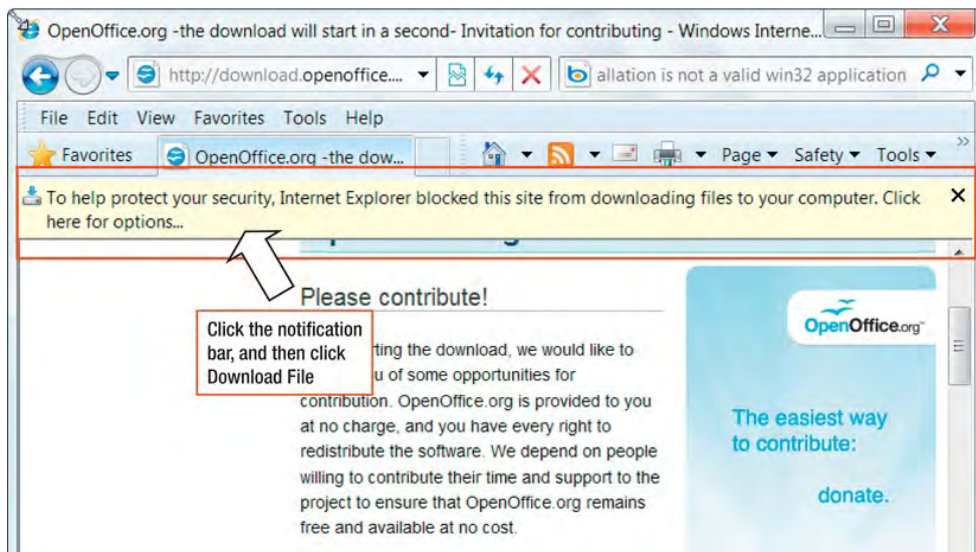 OpenOffice.org -the download will start in a second- Invitation for contributing - Windows Interne...
http://download.openoffice....
allation is not a valid win32 application
File Edit View Favorites Tools Help
Favorites
OpenOffice.org -the dow...
Page Safety Tools
To help protect your security, Internet Explorer blocked this site from downloading files to your computer. Click
here for options...
Please contribute!
Click the notification
bar, and then click
Download File
the download, we would like to
of some opportunities for
contribution. OpenOffice.org is provided to you
at no charge, and you have every right to
redistribute the software. We depend on people
willing to contribute their time and support to the
project to ensure that OpenOffice.org remains
free and available at no cost.
OpenOffice.org
The easiest way
to contribute:
donate.